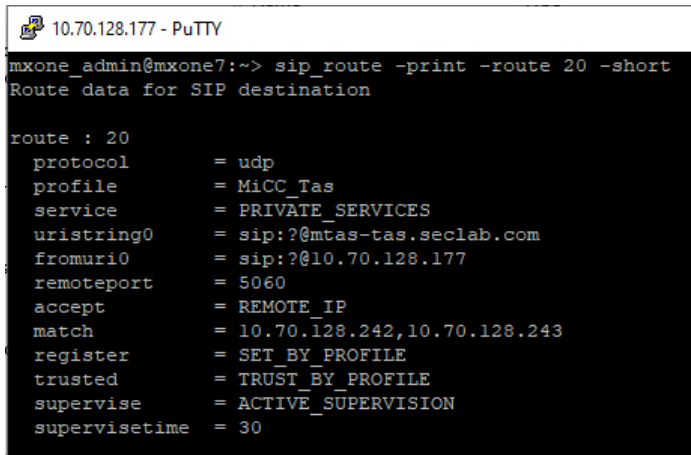 10.70.128.177 - PuTTY
mxone_admin@mxone7:~> sip_route -print -route 20 -short
Route data for SIP destination
route : 20
protocol = udp
profile = MiCC_Tas
service = PRIVATE_SERVICES
uristring0 = sip:?@mtas-tas.seclab.com
fromuri0 = sip:?@10.70.128.177
remoteport = 5060
accept = REMOTE_IP
match = 10.70.128.242,10.70.128.243
register = SET_BY_PROFILE
trusted = TRUST_BY_PROFILE
supervise = ACTIVE_SUPERVISION
supervisetime = 30